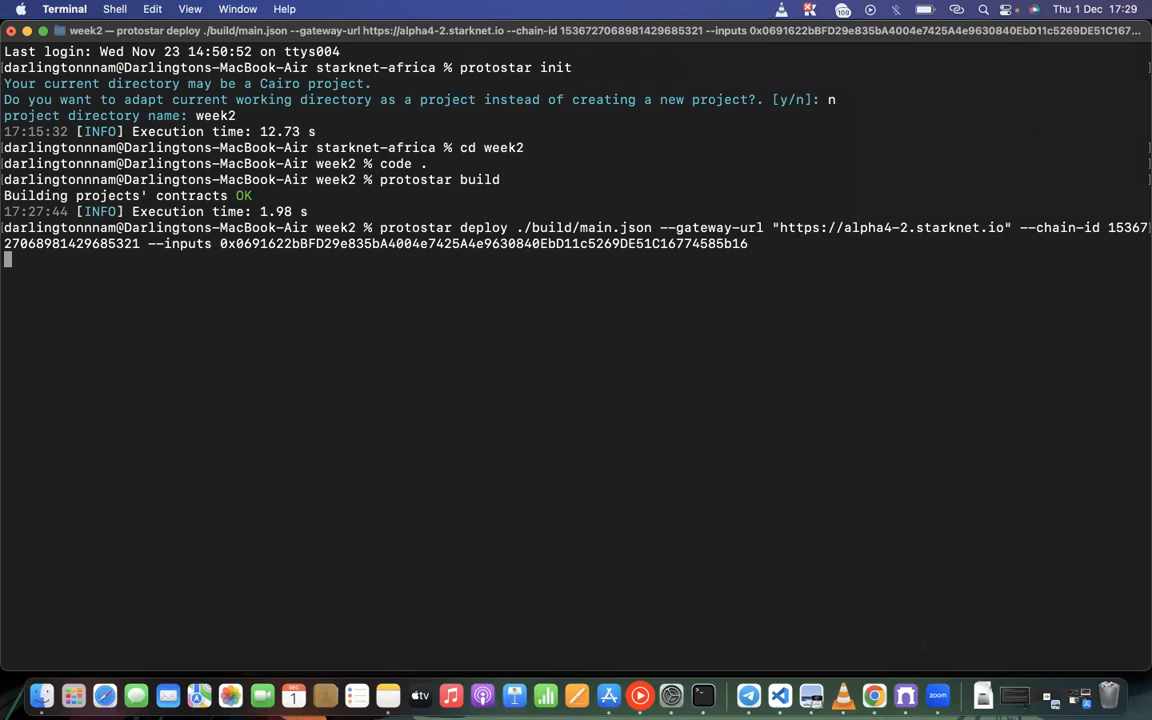 Terminal Shell Edit View Window Help 109 Thu 1 Dec 17:29
week2 — protostar deploy ./build/main.json --gateway-url https://alpha4-2.starknet.io --chain-id 1536727068981429685321 --inputs 0x0691622bBFD29e835bA4004e7425A4e9630840EbD11c5269DE51C167...
Last login: Wed Nov 23 14:50:52 on ttys004
[darlingtonnnam@Darlingtons-MacBook-Air starknet-africa % protostar init ]
Your current directory may be a Cairo project.
Do you want to adapt current working directory as a project instead of creating a new project?. [y/n]: n
project directory name: week2
17:15:32 [INFO] Execution time: 12.73 s
[darlingtonnnam@Darlingtons-MacBook-Air starknet-africa % cd week2 ]
[darlingtonnnam@Darlingtons-MacBook-Air week2 % code . ]
[darlingtonnnam@Darlingtons-MacBook-Air week2 % protostar build ]
Building projects' contracts OK
17:27:44 [INFO] Execution time: 1.98 s
[darlingtonnnam@Darlingtons-MacBook-Air week2 % protostar deploy ./build/main.json --gateway-url "https://alpha4-2.starknet.io" --chain-id 15367]
27068981429685321 --inputs 0x0691622bBFD29e835bA4004e7425A4e9630840EbD11c5269DE51C16774585b16
DEC
1
tv
zoom